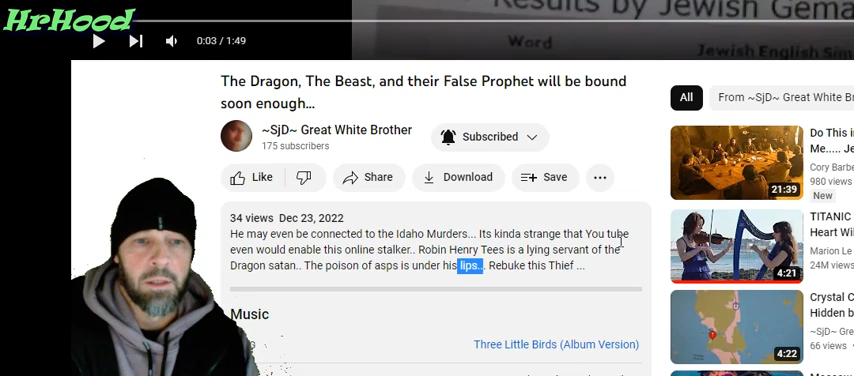 Results by Jewish Gema
HrHood
Word
Jewish English Sim
0:03 / 1:49
The Dragon, The Beast, and their False Prophet will be bound
soon enough...
~SjD~ Great White Brother
175 subscribers
Subscribed
Like
Share
Download
Save
34 views Dec 23, 2022
He may even be connected to the Idaho Murders... Its kinda strange that You tube
even would enable this online stalker.. Robin Henry Tees is a lying servant of the
Dragon satan.. The poison of asps is under his lips... Rebuke this Thief ...
Music
Three Little Birds (Album Version)
All
From ~SjD~ Great White Br
Do This in
Me..... Je
Cory Barbe
980 views
New
21:39
TITANIC
Heart Wil
Marion Le
24M views
4:21
Crystal C
Hidden b
~SjD~ Gre
66 views
4:22